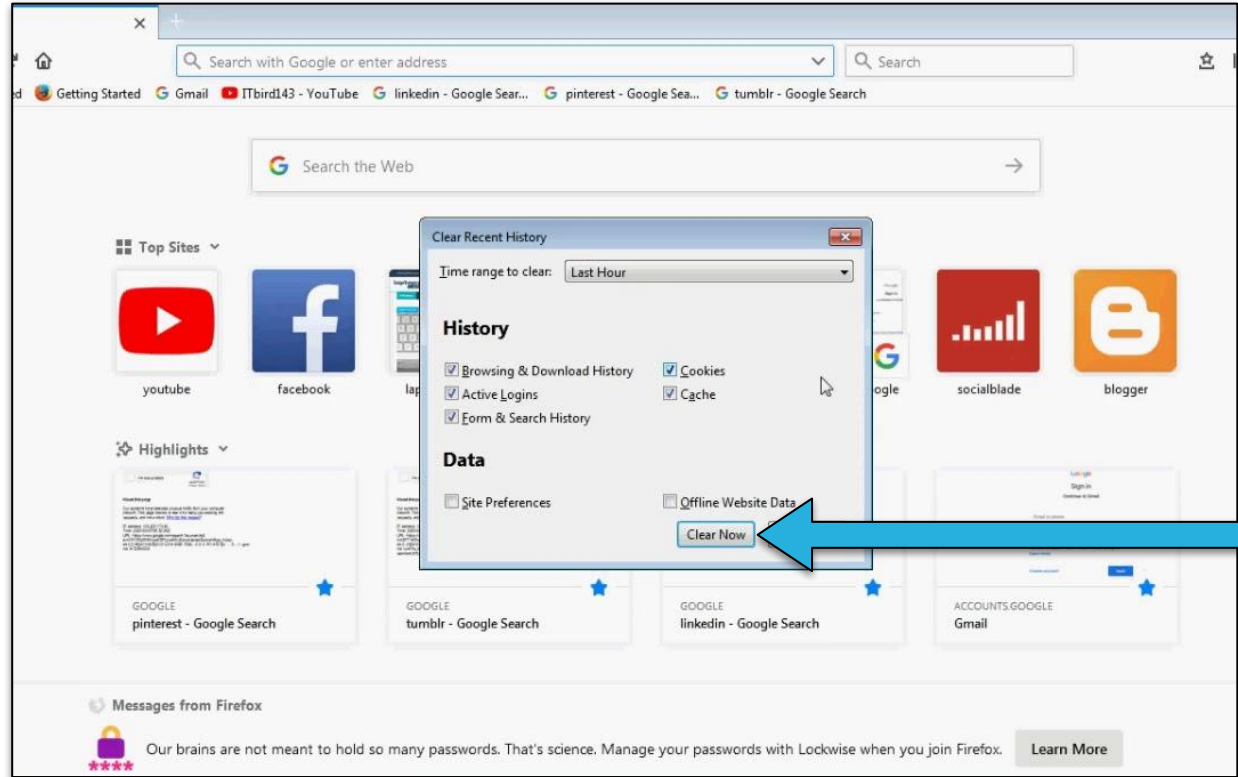 Search with Google or enter address
Search
Getting Started
Gmail
ITbird143 - YouTube
linkedin - Google Sear...
pinterest - Google Sea...
tumblr - Google Search
Search the Web
Top Sites
Clear Recent History
Time range to clear: Last Hour
History
Browsing & Download History
Cookies
Active Logins
Cache
Form & Search History
Data
Site Preferences
Offline Website Data
Clear Now
youtube
facebook
lap
ogle
socialblade
blogger
Highlights
Sign in
GOOGLE
pinterest - Google Search
GOOGLE
tumblr - Google Search
GOOGLE
linkedin - Google Search
ACCOUNTS.GOOGLE
Gmail
Messages from Firefox
Our brains are not meant to hold so many passwords. That's science. Manage your passwords with Lockwise when you join Firefox.
Learn More